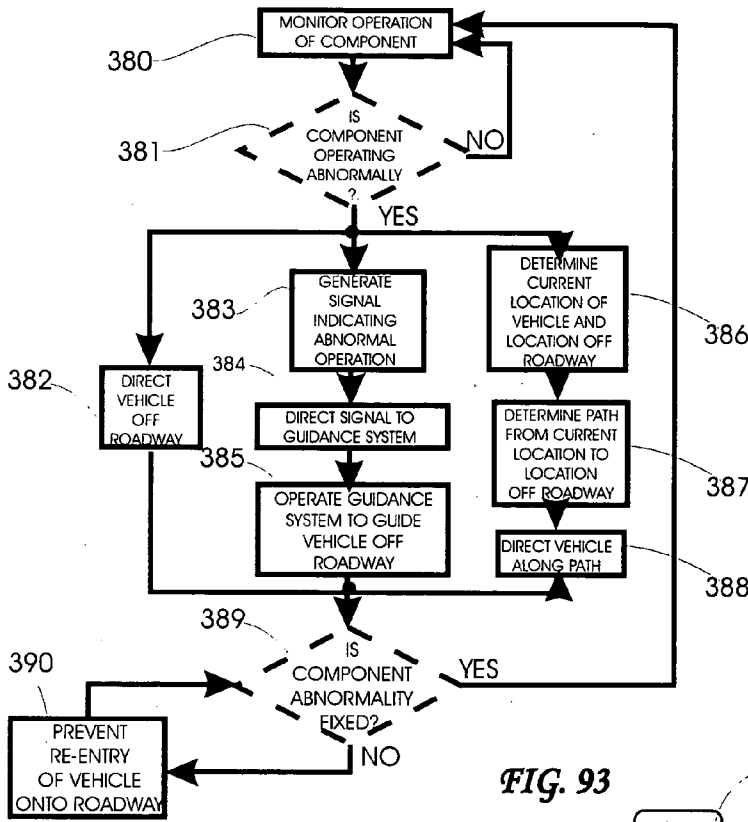 MONITOR OPERATION
OF COMPONENT
380
IS
COMPONENT
OPERATING
ABNORMALLY
?
381
NO
YES
GENERATE
SIGNAL
INDICATING
ABNORMAL
OPERATION
383
DETERMINE
CURRENT
LOCATION OF
VEHICLE AND
LOCATION OFF
ROADWAY
386
384
382
DIRECT
VEHICLE
OFF
ROADWAY
DIRECT SIGNAL TO
GUIDANCE SYSTEM
DETERMINE PATH
FROM CURRENT
LOCATION TO
LOCATION
OFF ROADWAY
387
385
OPERATE GUIDANCE
SYSTEM TO GUIDE
VEHICLE OFF
ROADWAY
DIRECT VEHICLE
ALONG PATH
388
389
IS
COMPONENT
ABNORMALITY
FIXED?
YES
NO
390
PREVENT
RE-ENTRY
OF VEHICLE
ONTO ROADWAY
FIG. 93